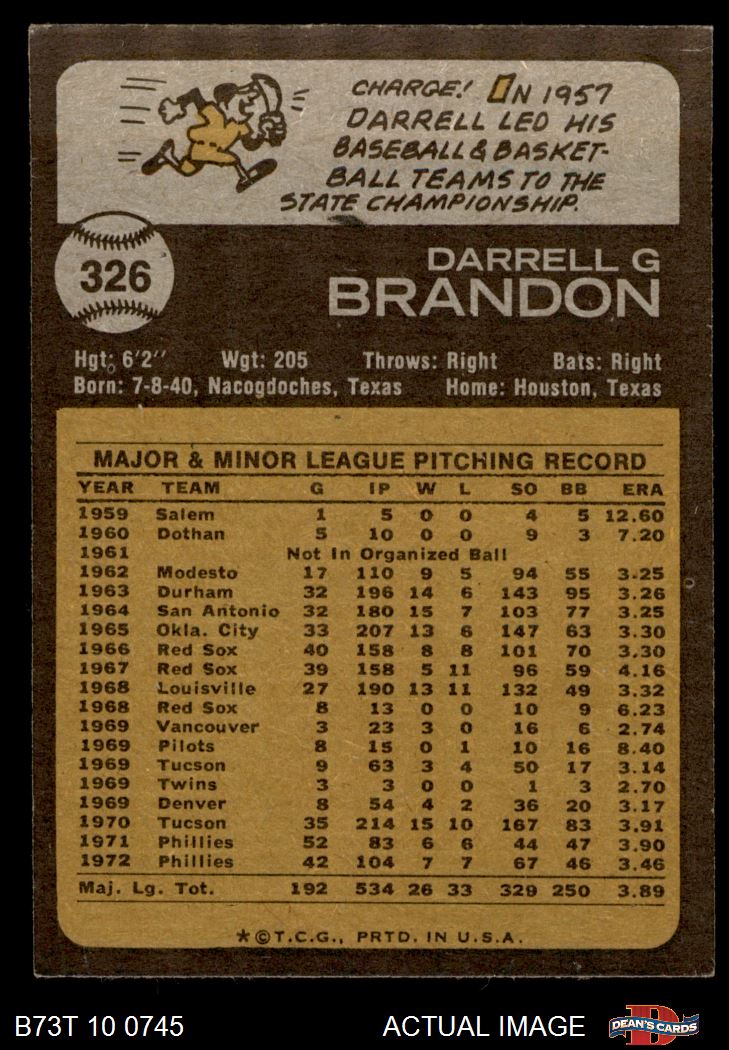 CHARGE! IN 1957
DARRELL LED HIS
BASEBALL & BASKET-
BALL TEAMS TO THE
STATE CHAMPIONSHIP.
326
DARRELL G
BRANDON
Hgt: 6'2'' Wgt: 205 Throws: Right Bats: Right
Born: 7-8-40, Nacogdoches, Texas Home: Houston, Texas
MAJOR & MINOR LEAGUE PITCHING RECORD
YEAR TEAM G IP W L SO BB ERA
1959 Salem 1 5 0 0 4 5 12.60
1960 Dothan 5 10 0 0 9 3 7.20
1961 Not In Organized Ball
1962 Modesto 17 110 9 5 94 55 3.25
1963 Durham 32 196 14 6 143 95 3.26
1964 San Antonio 32 180 15 7 103 77 3.25
1965 Okla. City 33 207 13 6 147 63 3.30
1966 Red Sox 40 158 8 8 101 70 3.30
1967 Red Sox 39 158 5 11 96 59 4.16
1968 Louisville 27 190 13 11 132 49 3.32
1968 Red Sox 8 13 0 0 10 9 6.23
1969 Vancouver 3 23 3 0 16 6 2.74
1969 Pilots 8 15 0 1 10 16 8.40
1969 Tucson 9 63 3 4 50 17 3.14
1969 Twins 3 3 0 0 1 3 2.70
1969 Denver 8 54 4 2 36 20 3.17
1970 Tucson 35 214 15 10 167 83 3.91
1971 Phillies 52 83 6 6 44 47 3.90
1972 Phillies 42 104 7 7 67 46 3.46
Maj. Lg. Tot. 192 534 26 33 329 250 3.89
*©T.C.G., PRTD. IN U.S.A.
B73T 10 0745 ACTUAL IMAGE D DEAN'S CARDS